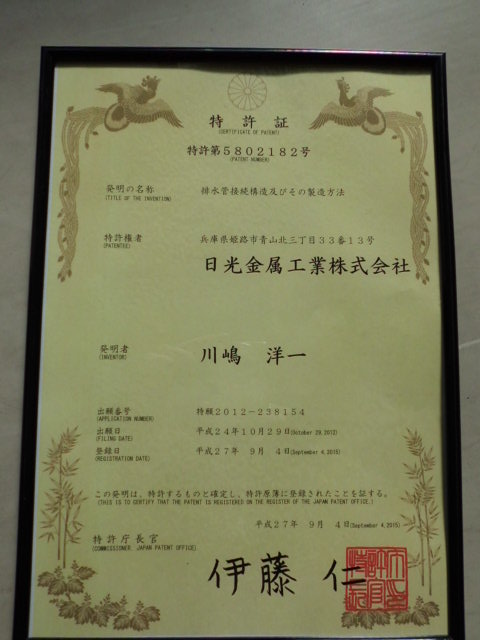 特許証
(CERTIFICATE OF PATENT)
特許第5802182号
(PATENT NUMBER)
発明の名称 排水管接続構造及びその製造方法
(TITLE OF THE INVENTION)
特許権者 兵庫県姫路市青山北三丁目33番13号
(PATENTEE)
日光金属工業株式会社
発明者 川嶋 洋一
(INVENTOR)
出願番号 特願2012-238154
(APPLICATION NUMBER)
出願日 平成24年10月29日(October 29,2012)
(FILING DATE)
登録日 平成27年 9月 4日(September 4,2015)
(REGISTRATION DATE)
この発明は、特許するものと確定し、特許原簿に登録されたことを証する。
(THIS IS TO CERTIFY THAT THE PATENT IS REGISTERED ON THE REGISTER OF THE JAPAN PATENT OFFICE.)
平成27年 9月 4日(September 4,2015)
特許庁長官
(COMMISSIONER, JAPAN PATENT OFFICE)
伊藤 仁